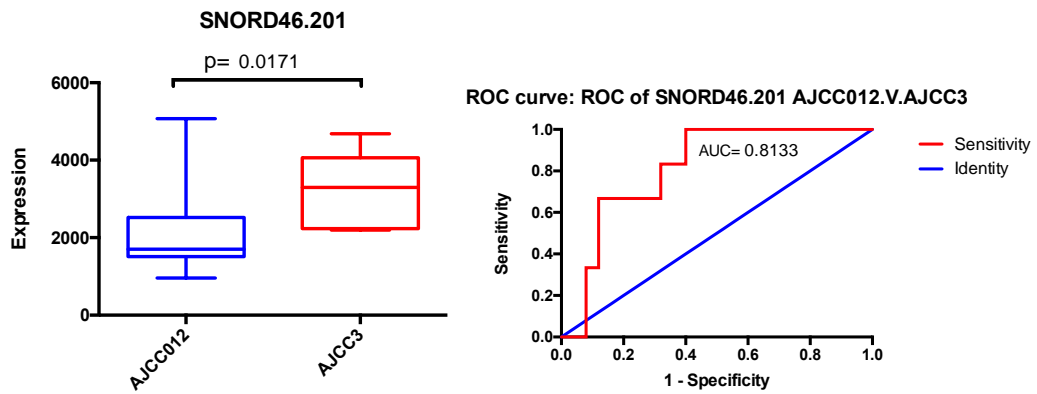 SNORD46.201
p= 0.0171
Expression
6000
4000
2000
0
AJCC012
AJCC3
ROC curve: ROC of SNORD46.201 AJCC012.V.AJCC3
AUC= 0.8133
Sensitivity
1.0
0.8
0.6
0.4
0.2
0.0
0.0 0.2 0.4 0.6 0.8 1.0
1 - Specificity
Sensitivity
Identity